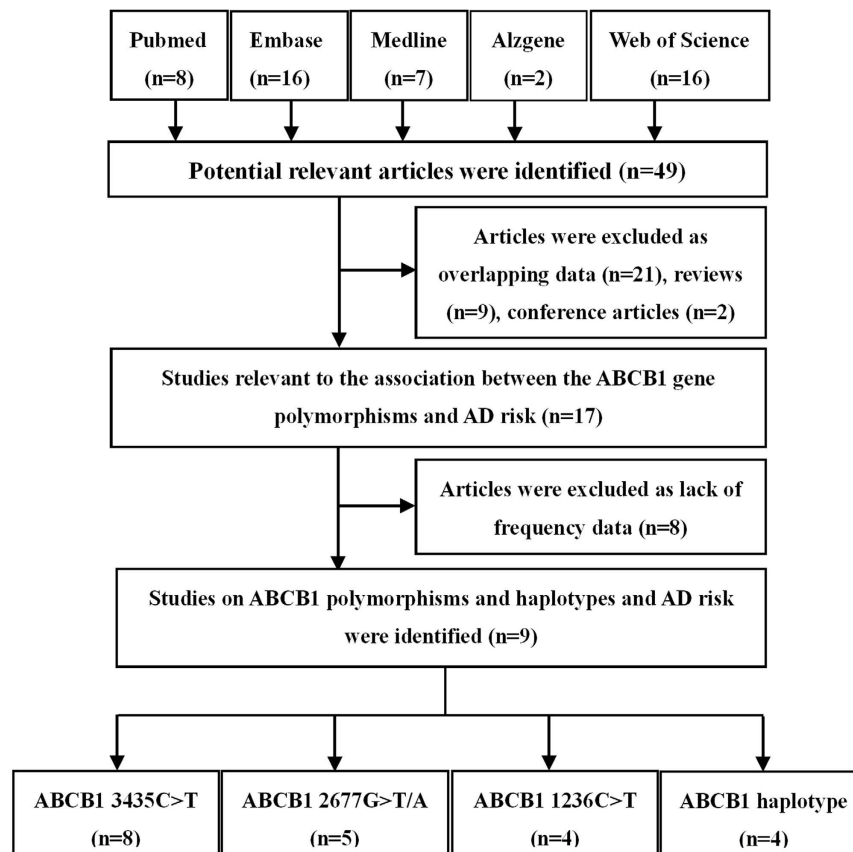 Pubmed
(n=8)
Embase
(n=16)
Medline
(n=7)
Alzgene
(n=2)
Web of Science
(n=16)
Potential relevant articles were identified (n=49)
Articles were excluded as
overlapping data (n=21), reviews
(n=9), conference articles (n=2)
Studies relevant to the association between the ABCB1 gene
polymorphisms and AD risk (n=17)
Articles were excluded as lack of
frequency data (n=8)
Studies on ABCB1 polymorphisms and haplotypes and AD risk
were identified (n=9)
ABCB1 3435C>T
(n=8)
ABCB1 2677G>T/A
(n=5)
ABCB1 1236C>T
(n=4)
ABCB1 haplotype
(n=4)